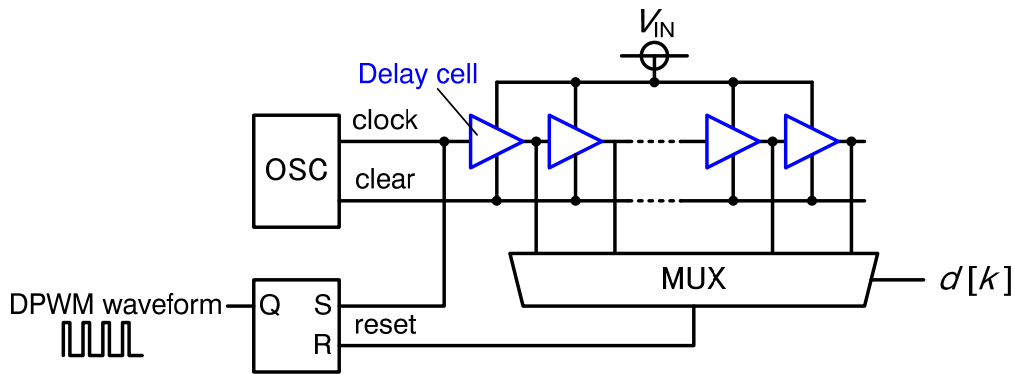 V_IN
Delay cell
clock
OSC
clear
MUX
d[k]
DPWM waveform
Q
S
reset
R